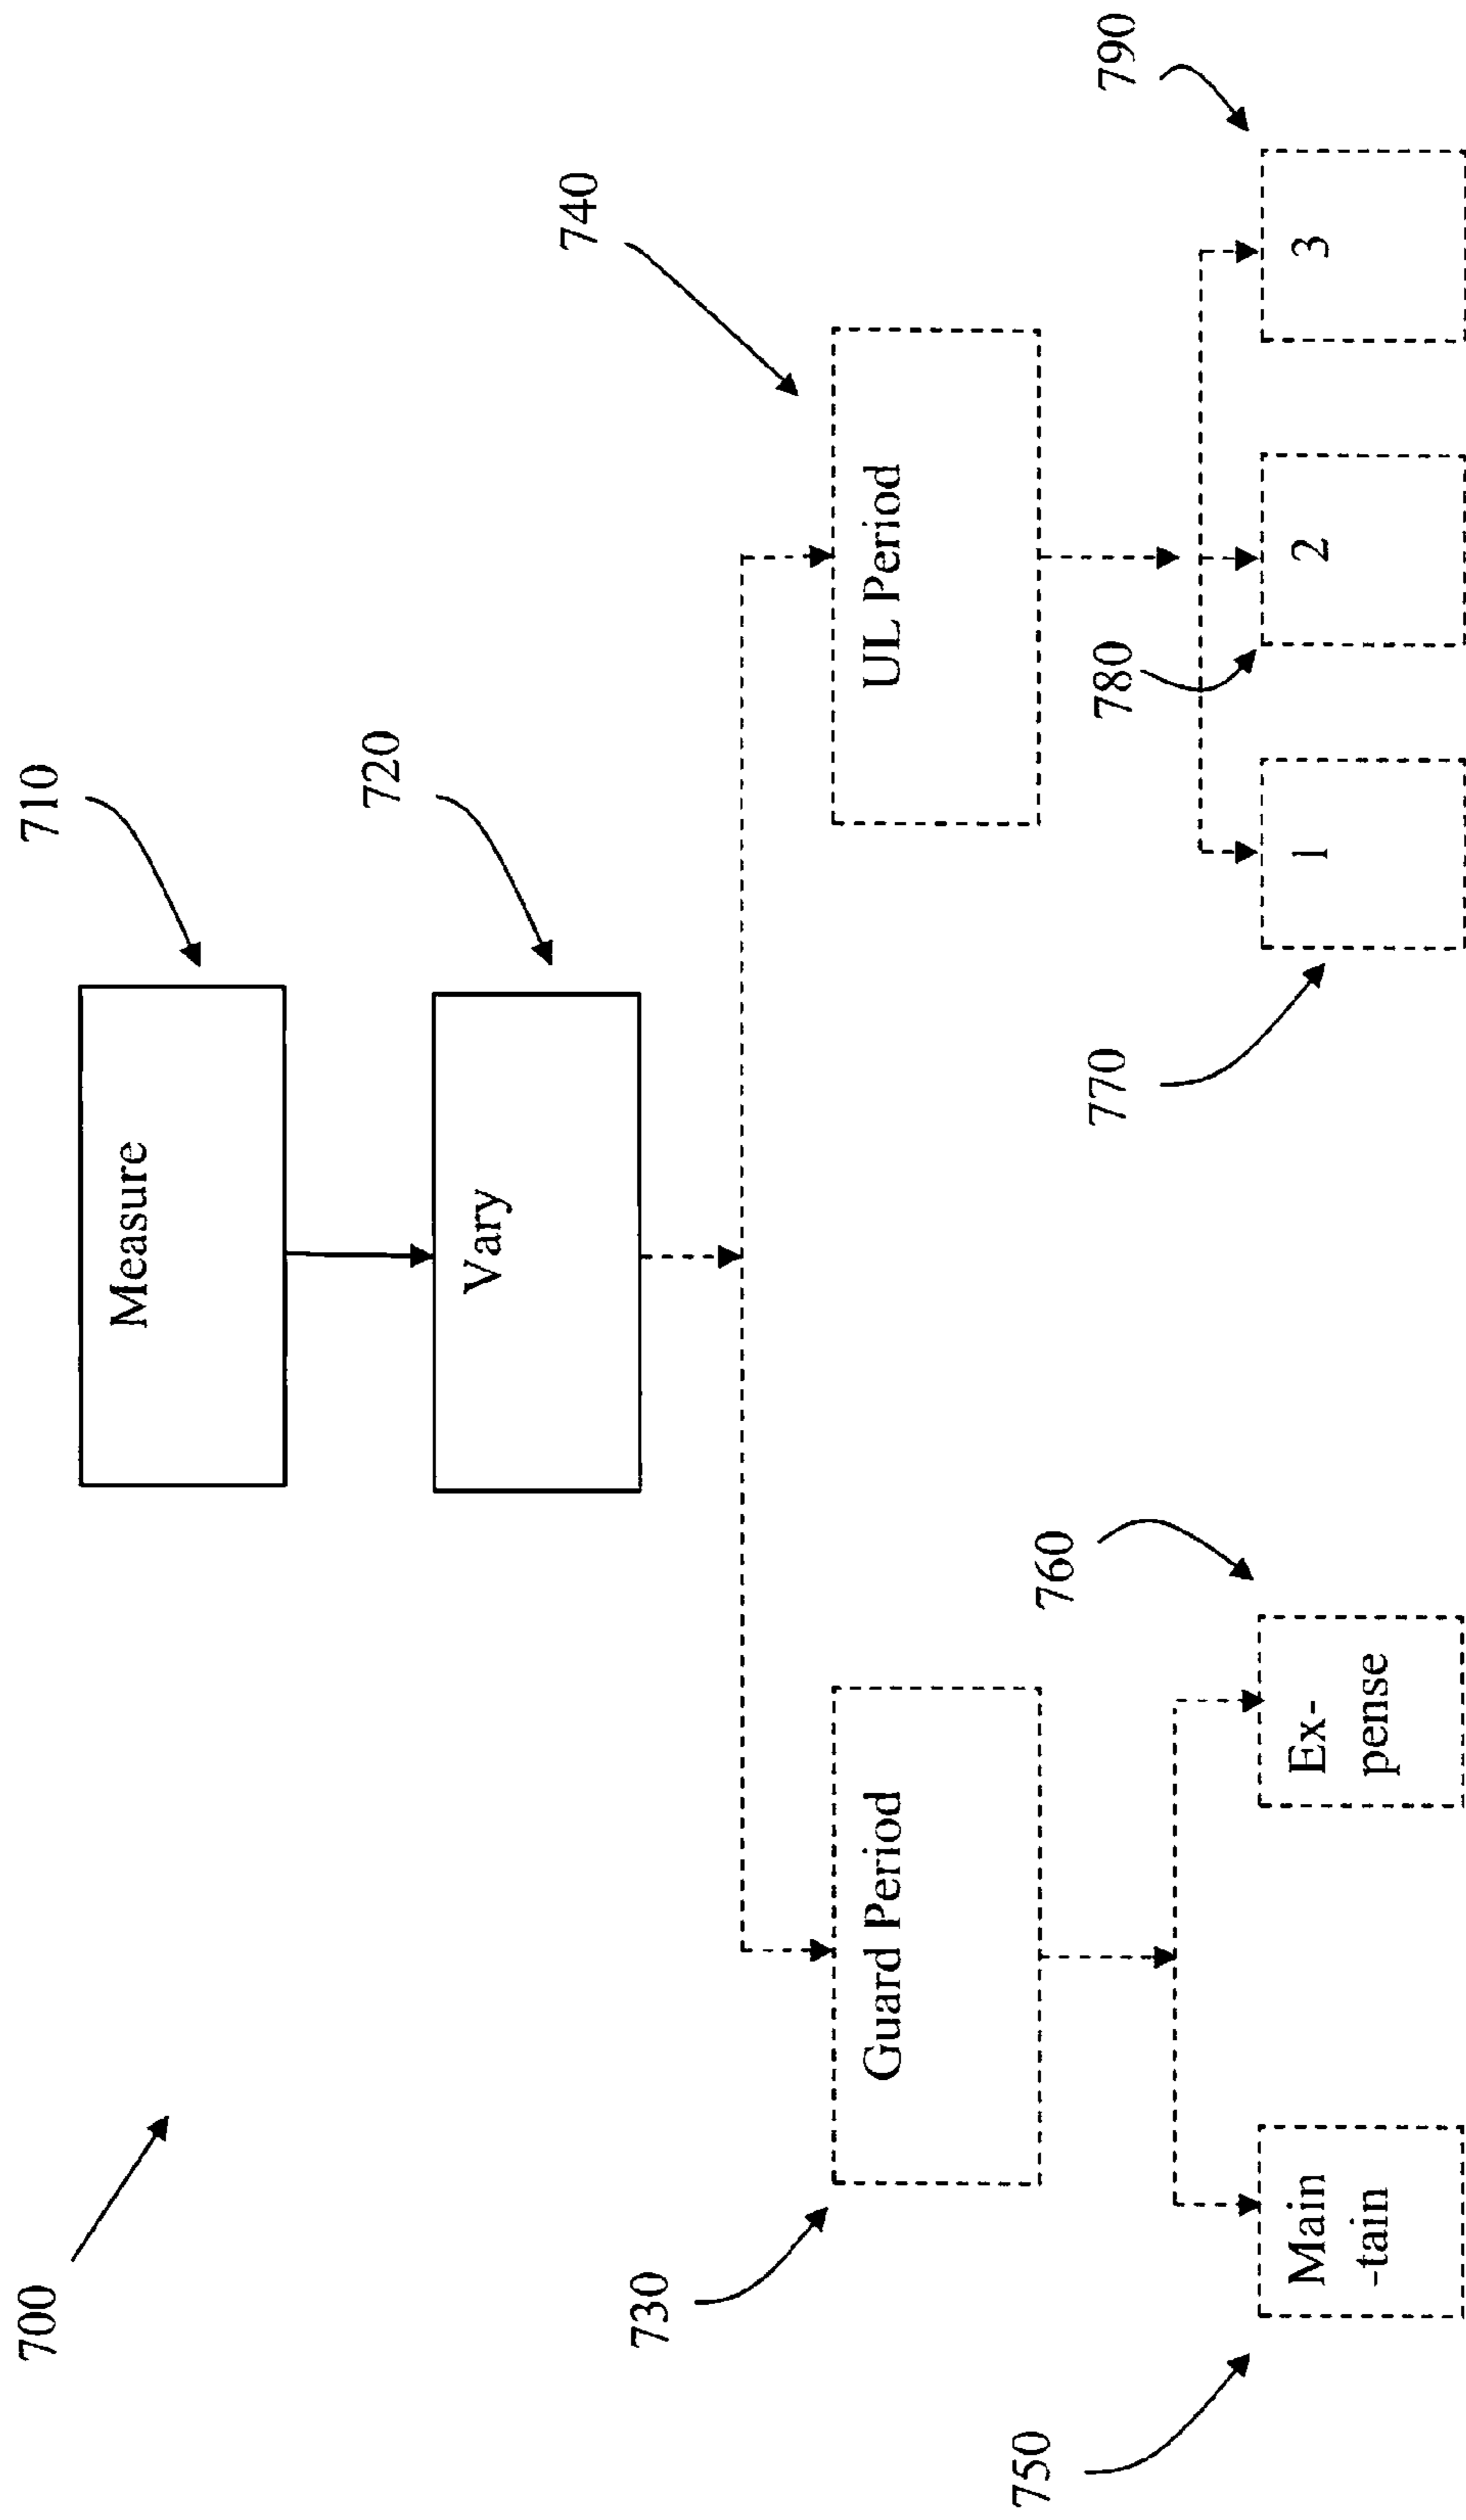 700
710
Measure
720
Vary
730
Guard Period
740
UL Period
750
Main
-tain
760
Ex-
pense
770
1
780
2
790
3